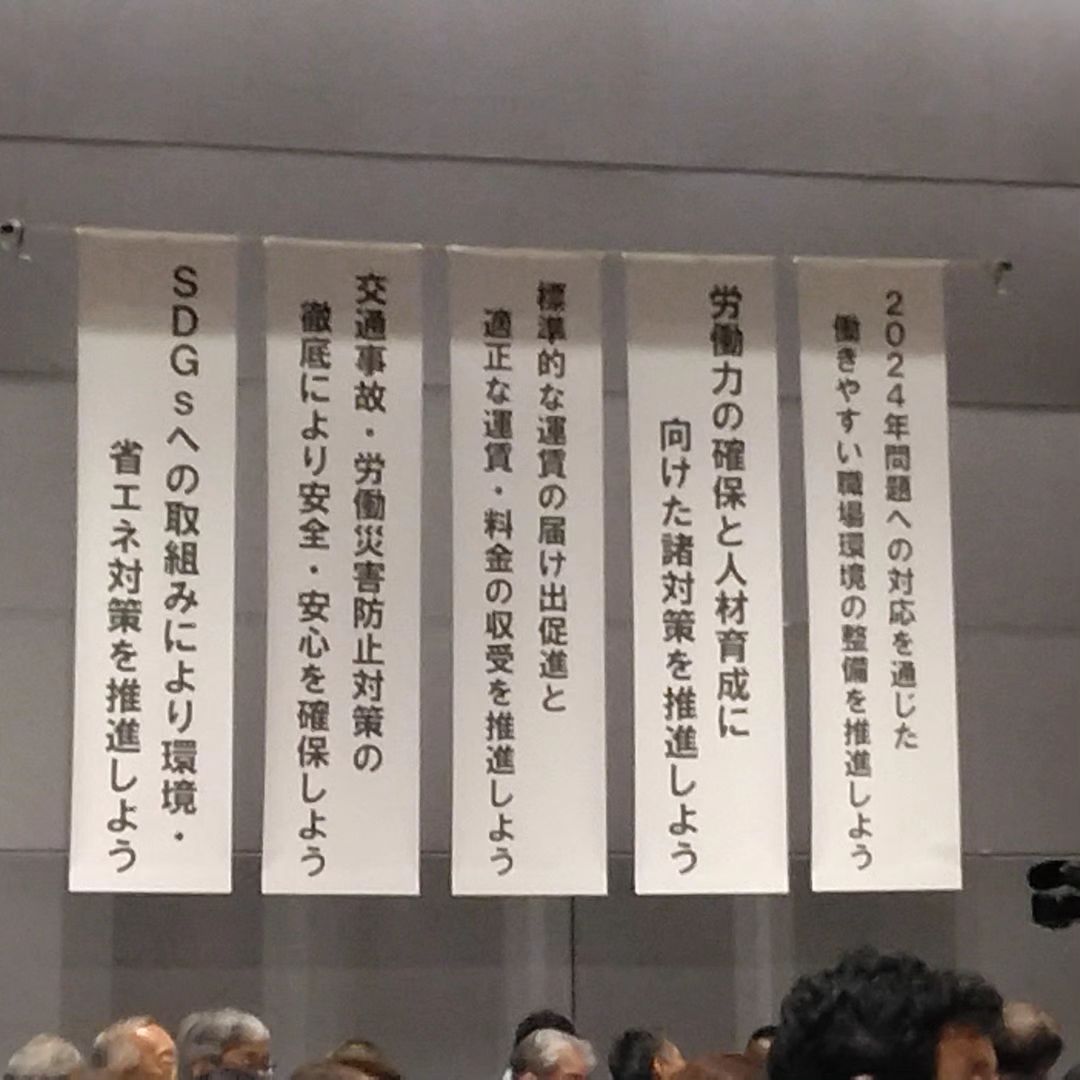 2024年問題への対応を通じた
働きやすい職場環境の整備を推進しよう
労働力の確保と人材育成に
向けた諸対策を推進しよう
標準的な運賃の届け出促進と
適正な運賃・料金の収受を推進しよう
交通事故・労働災害防止対策の
徹底により安全・安心を確保しよう
SDGsへの取組みにより環境・
省エネ対策を推進しよう